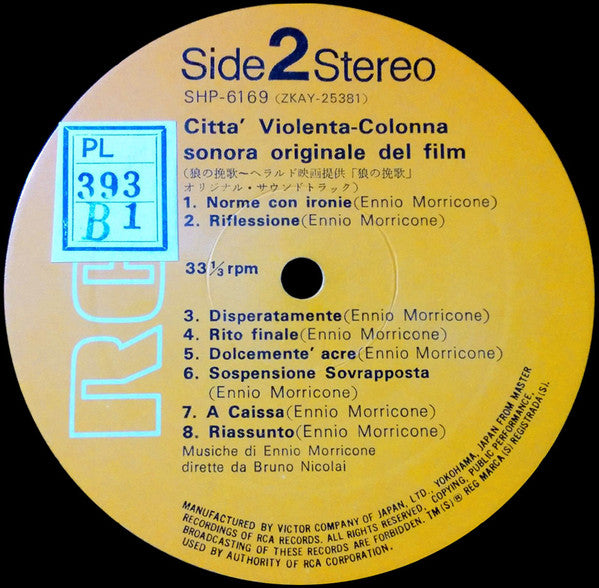 Side 2 Stereo
SHP-6169 (ZKAY-25381)
Citta' Violenta-Colonna
sonora originale del film
(狼の挽歌〜ヘラルド映画提供「狼の挽歌」
オリジナル・サウンドトラック)
1. Norme con ironie(Ennio Morricone)
2. Riflessione(Ennio Morricone)
PL
393
B 1
RC
33 1/3 rpm
3. Disperatamente(Ennio Morricone)
4. Rito finale(Ennio Morricone)
5. Dolcemente' acre(Ennio Morricone)
6. Sospensione Sovrapposta
(Ennio Morricone)
7. A Caissa(Ennio Morricone)
8. Riassunto(Ennio Morricone)
Musiche di Ennio Morricone
dirette da Bruno Nicolai
MANUFACTURED BY VICTOR COMPANY OF JAPAN, LTD., YOKOHAMA, JAPAN FROM MASTER
RECORDINGS OF RCA RECORDS. ALL RIGHTS RESERVED, COPYING, PUBLIC PERFORMANCE,
BROADCASTING OF THESE RECORDS ARE FORBIDDEN. TM(S)® REG MARCA(S) REGISTRADA(S).
USED BY AUTHORITY OF RCA CORPORATION.